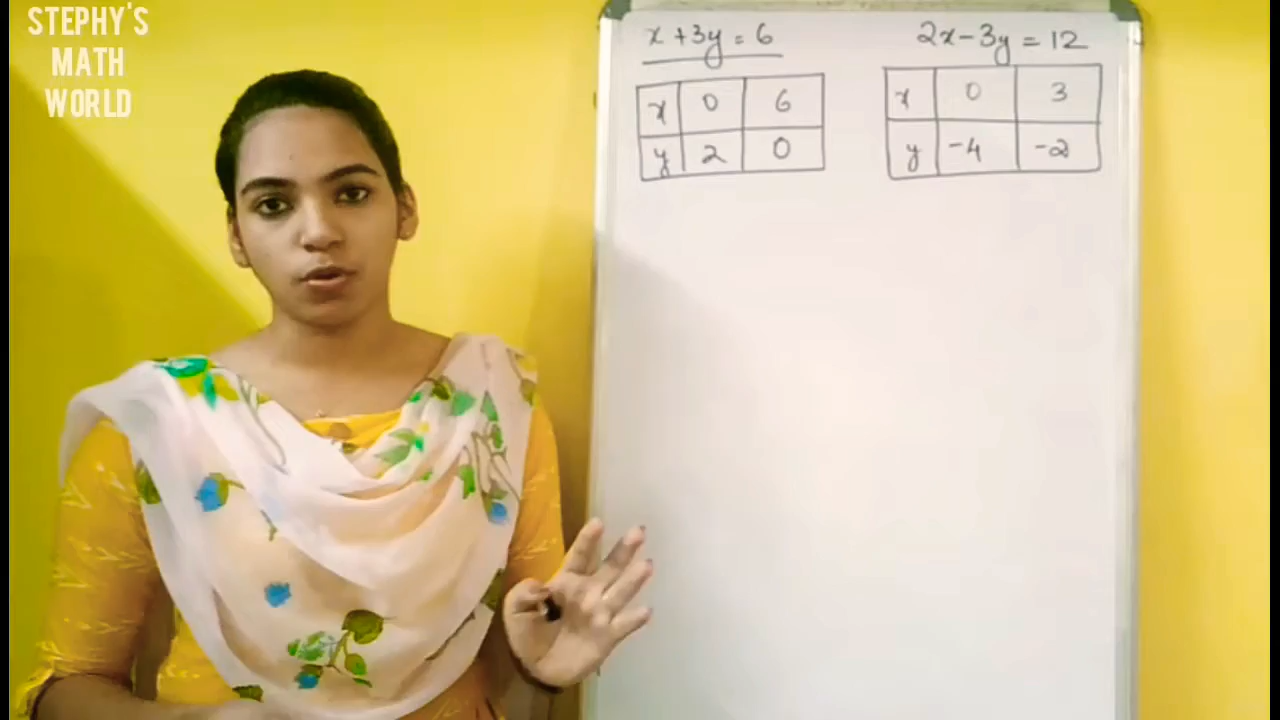 STEPHY'S
MATH
WORLD
x + 3y = 6
x 0 6
y 2 0
2x - 3y = 12
x 0 3
y -4 -2